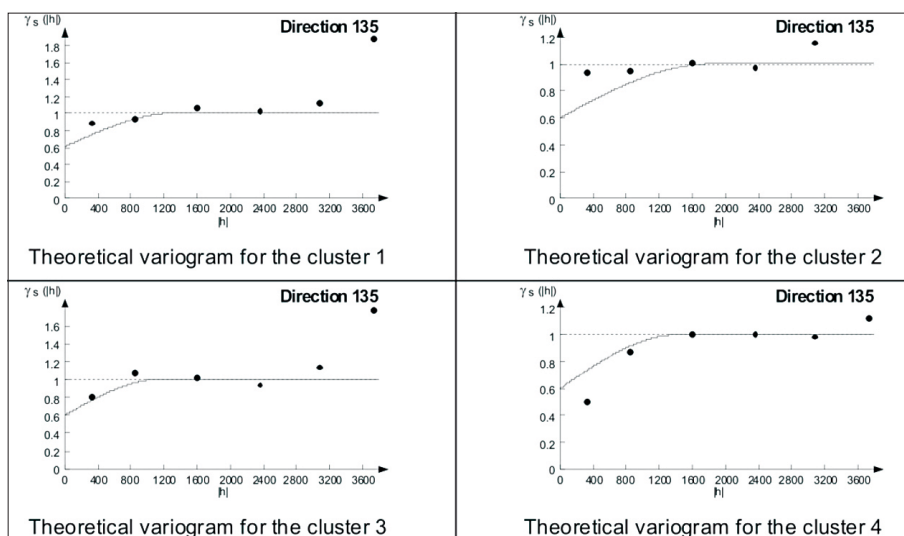 γ s (|h|)
Direction 135
1.8
1.6
1.4
1.2
1
0.8
0.6
0.4
0.2
0
0 400 800 1200 1600 2000 2400 2800 3200 3600
|h|
Theoretical variogram for the cluster 1
γ s (|h|)
Direction 135
1.2
1
0.8
0.6
0.4
0.2
0
0 400 800 1200 1600 2000 2400 2800 3200 3600
|h|
Theoretical variogram for the cluster 2
γ s (|h|)
Direction 135
1.6
1.4
1.2
1
0.8
0.6
0.4
0.2
0
0 400 800 1200 1600 2000 2400 2800 3200 3600
|h|
Theoretical variogram for the cluster 3
γ s (|h|)
Direction 135
1.2
1
0.8
0.6
0.4
0.2
0
0 400 800 1200 1600 2000 2400 2800 3200 3600
|h|
Theoretical variogram for the cluster 4